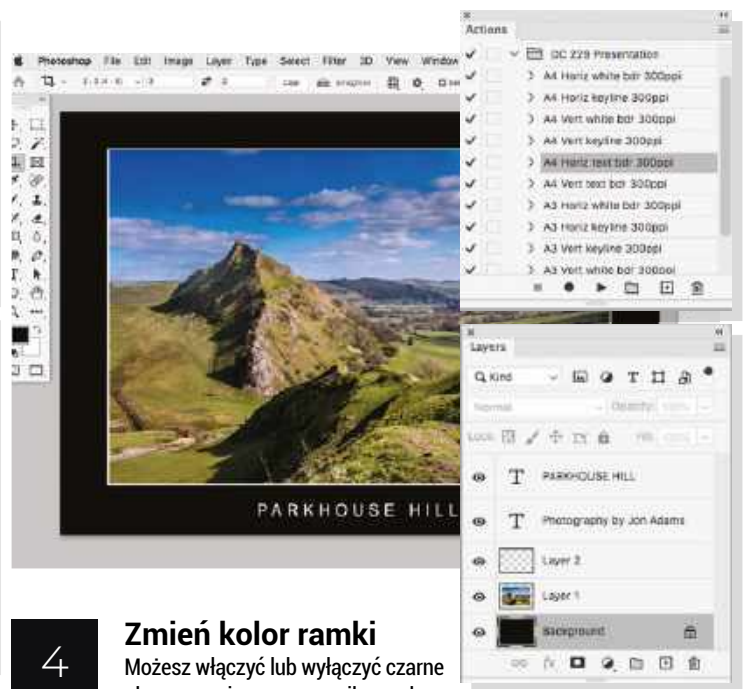 Photoshop File Edit Image Layer Type Select Filter 3D View Window
PARKHOUSE HILL
Actions
DC 229 Presentation
A4 Horiz white bdr 300ppi
A4 Horiz keyline 300ppi
A4 Vert white bdr 300ppi
A4 Vert keyline 300ppi
A4 Horiz text bdr 300ppi
A4 Vert text bdr 300ppi
A3 Horiz white bdr 300ppi
A3 Horiz keyline 300ppi
A3 Vert keyline 300ppi
A3 Vert white bdr 300ppi
Layers
Kind
Normal Opacity:
Lock: Fill:
PARKHOUSE HILL
Photography by Jon Adams
Layer 2
Layer 1
Background
4
Zmień kolor ramki
Możesz włączyć lub wyłączyć czarne